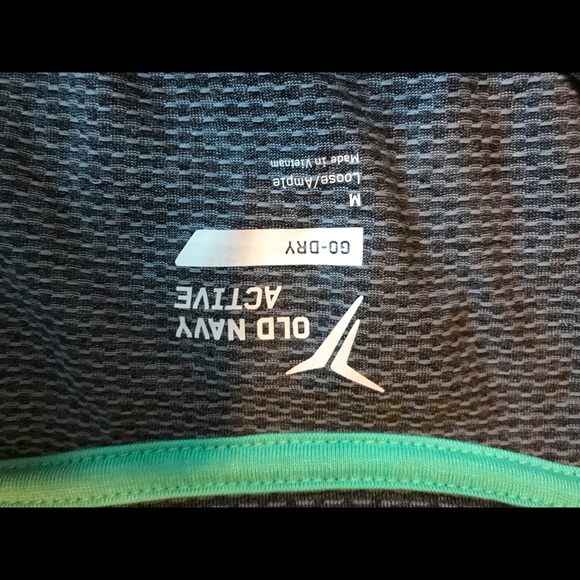 OLD NAVY
ACTIVE
GO-DRY
M
Loose/Ample
Made in Vietnam